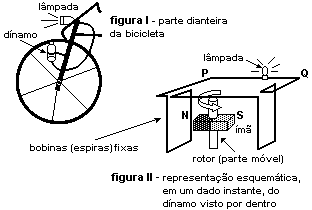 lâmpada
figura I - parte dianteira
da bicicleta
dínamo
lâmpada
P
Q
N
S
ímã
bobinas (espiras) fixas
rotor (parte móvel)
figura II - representação esquemática,
em um dado instante, do
dínamo visto por dentro